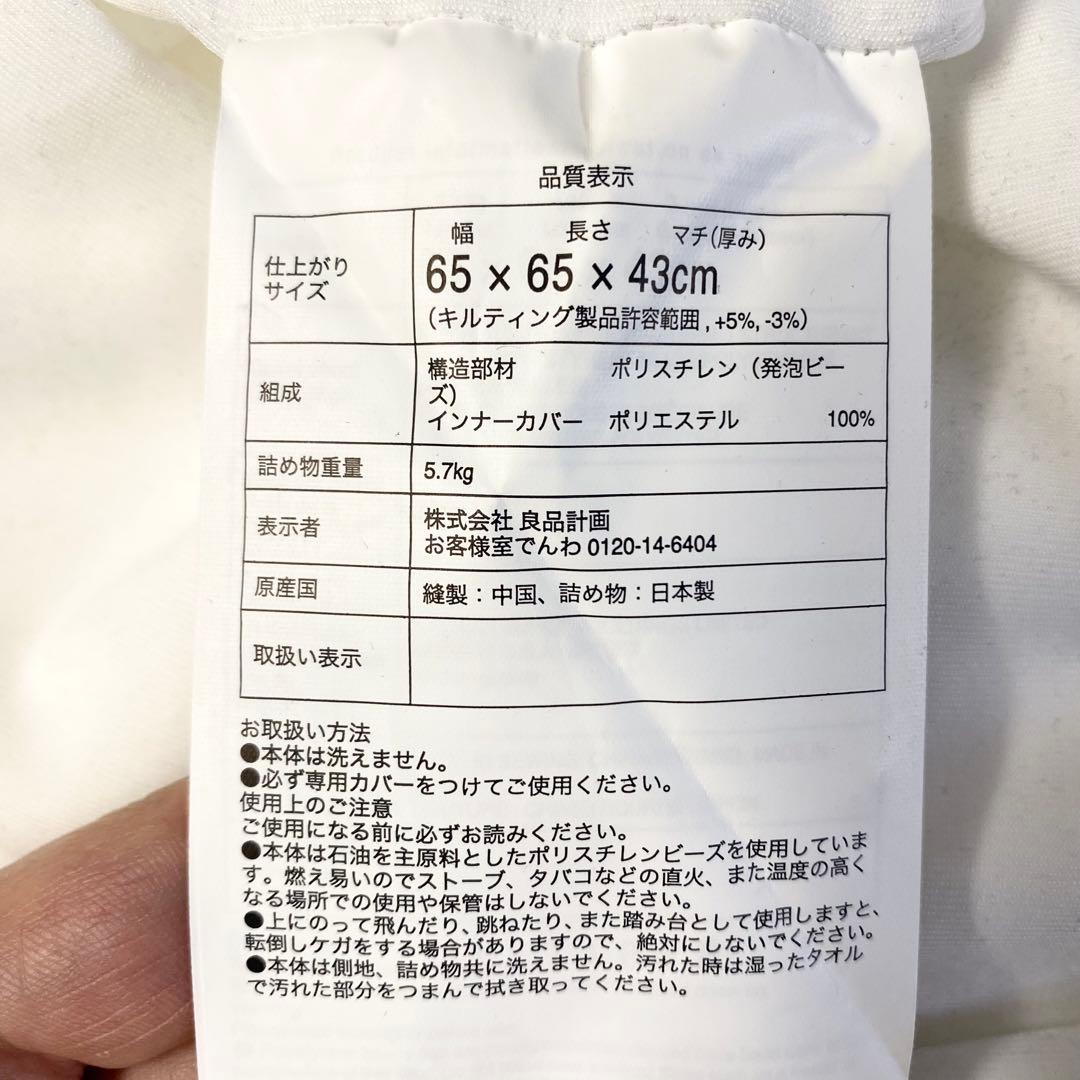 品質表示
幅 長さ マチ(厚み)
仕上がり
サイズ
65 × 65 × 43cm
(キルティング製品許容範囲 , +5%, -3%)
組成
構造部材 ポリスチレン（発泡ビー
ズ）
インナーカバー ポリエステル 100%
詰め物重量
5.7kg
表示者
株式会社 良品計画
お客様室でんわ 0120-14-6404
原産国
縫製：中国、詰め物：日本製
取扱い表示
お取扱い方法
●本体は洗えません。
●必ず専用カバーをつけてご使用ください。
使用上のご注意
ご使用になる前に必ずお読みください。
●本体は石油を主原料としたポリスチレンビーズを使用していま
す。燃え易いのでストーブ、タバコなどの直火、また温度の高く
なる場所での使用や保管はしないでください。
●上にのって飛んだり、跳ねたり、また踏み台として使用しますと、
転倒しケガをする場合がありますので、絶対にしないでください。
●本体は側地、詰め物共に洗えません。汚れた時は湿ったタオル
で汚れた部分をつまんで拭き取ってください。